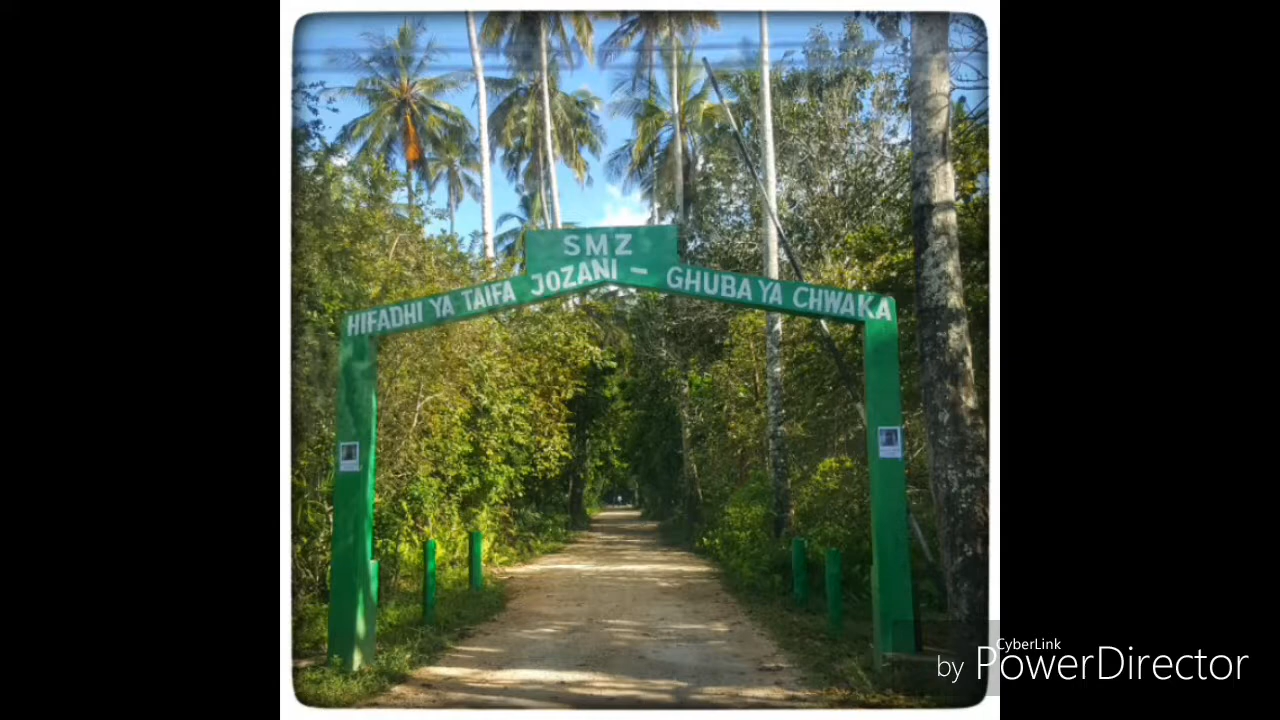 SMZ
HIFADHI YA TAIFA JOZANI - GHUBA YA CHWAKA
CyberLink
by PowerDirector